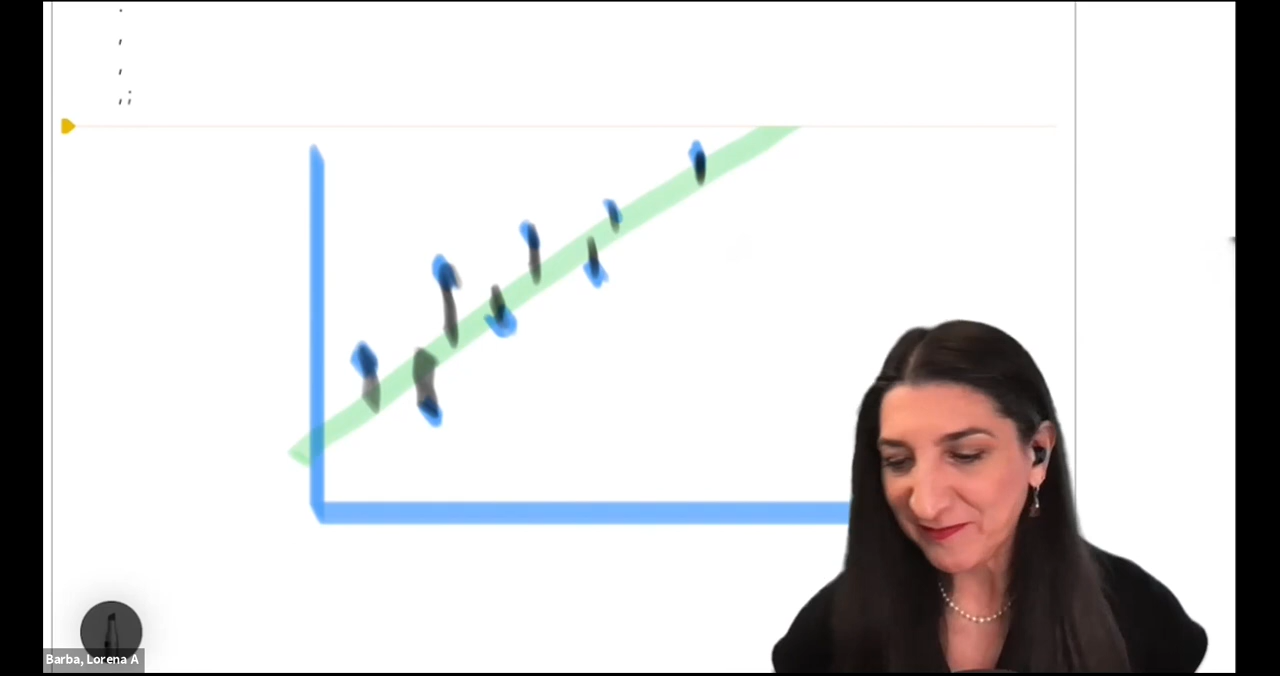 .
,
,
,;
Barba, Lorena A